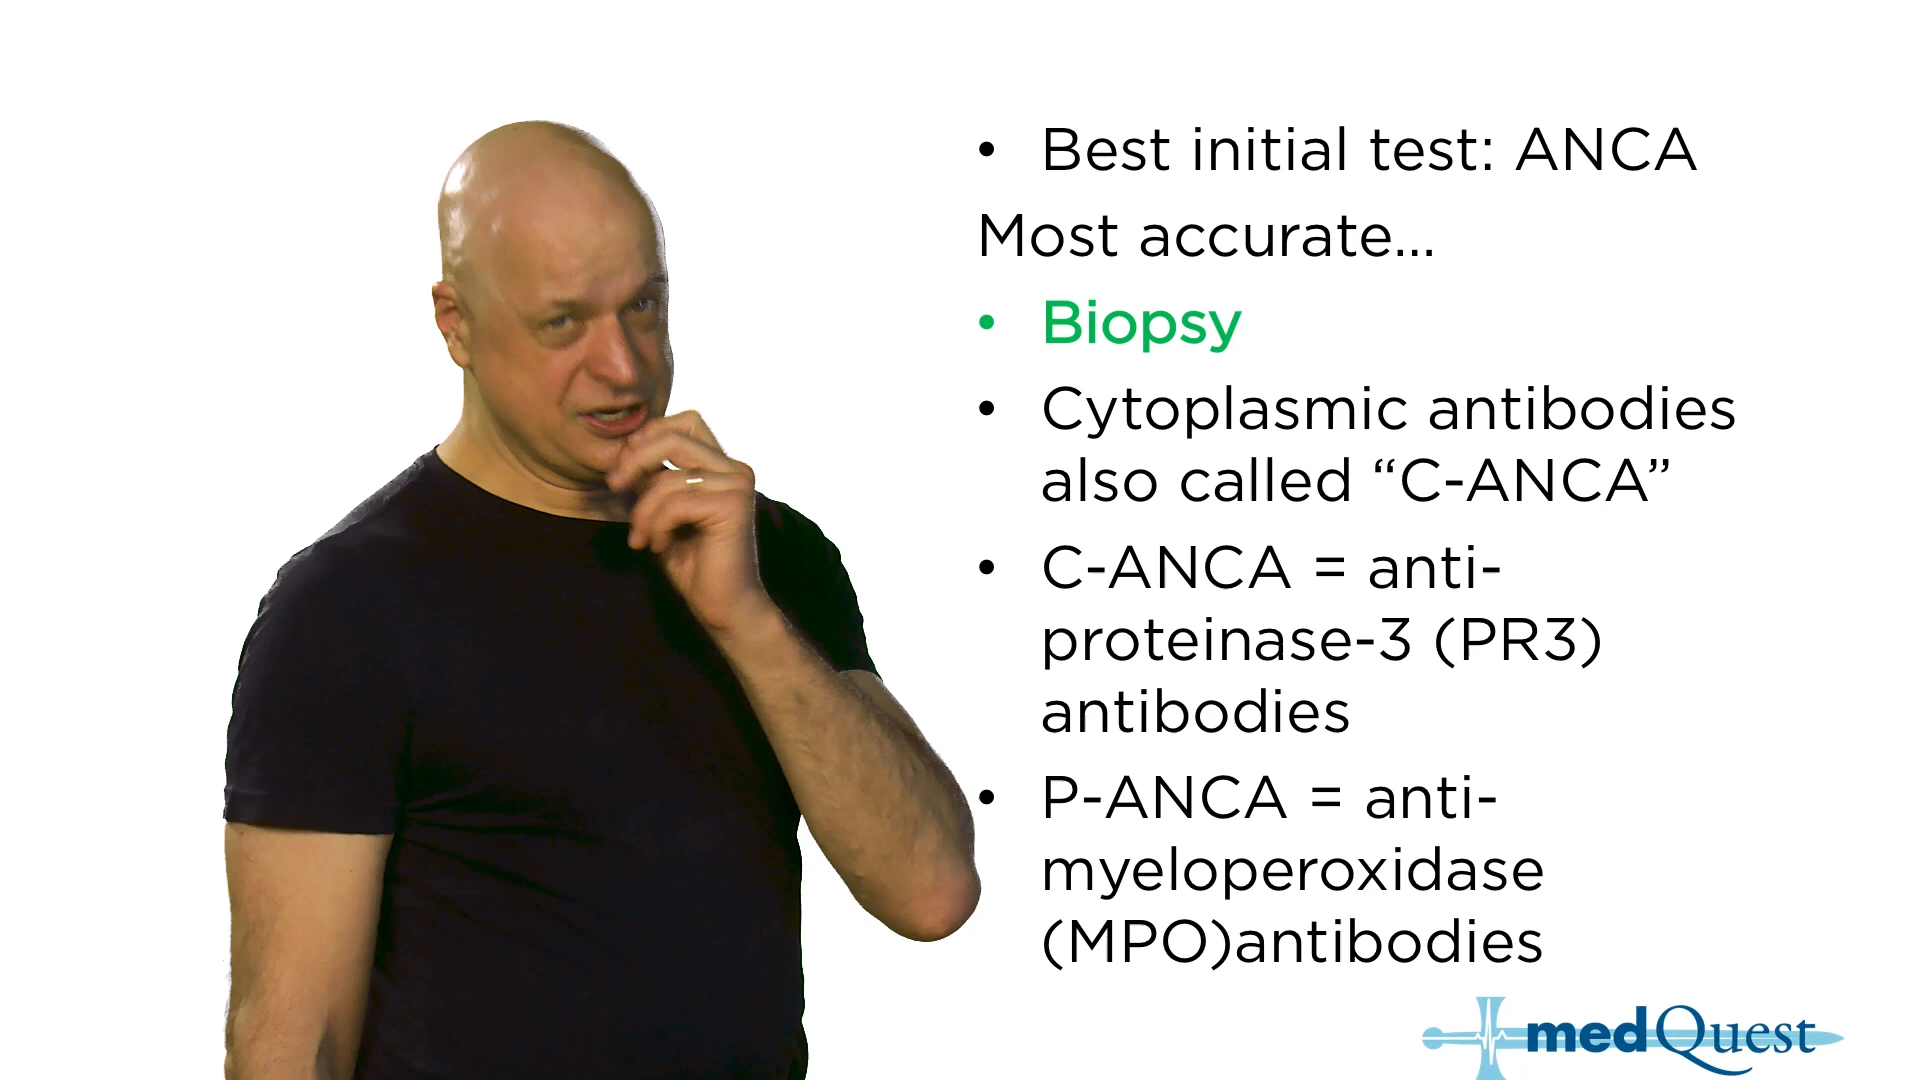 • Best initial test: ANCA
Most accurate...
• Biopsy
• Cytoplasmic antibodies
also called “C-ANCA”
• C-ANCA = anti-
proteinase-3 (PR3)
antibodies
• P-ANCA = anti-
myeloperoxidase
(MPO)antibodies
medQuest